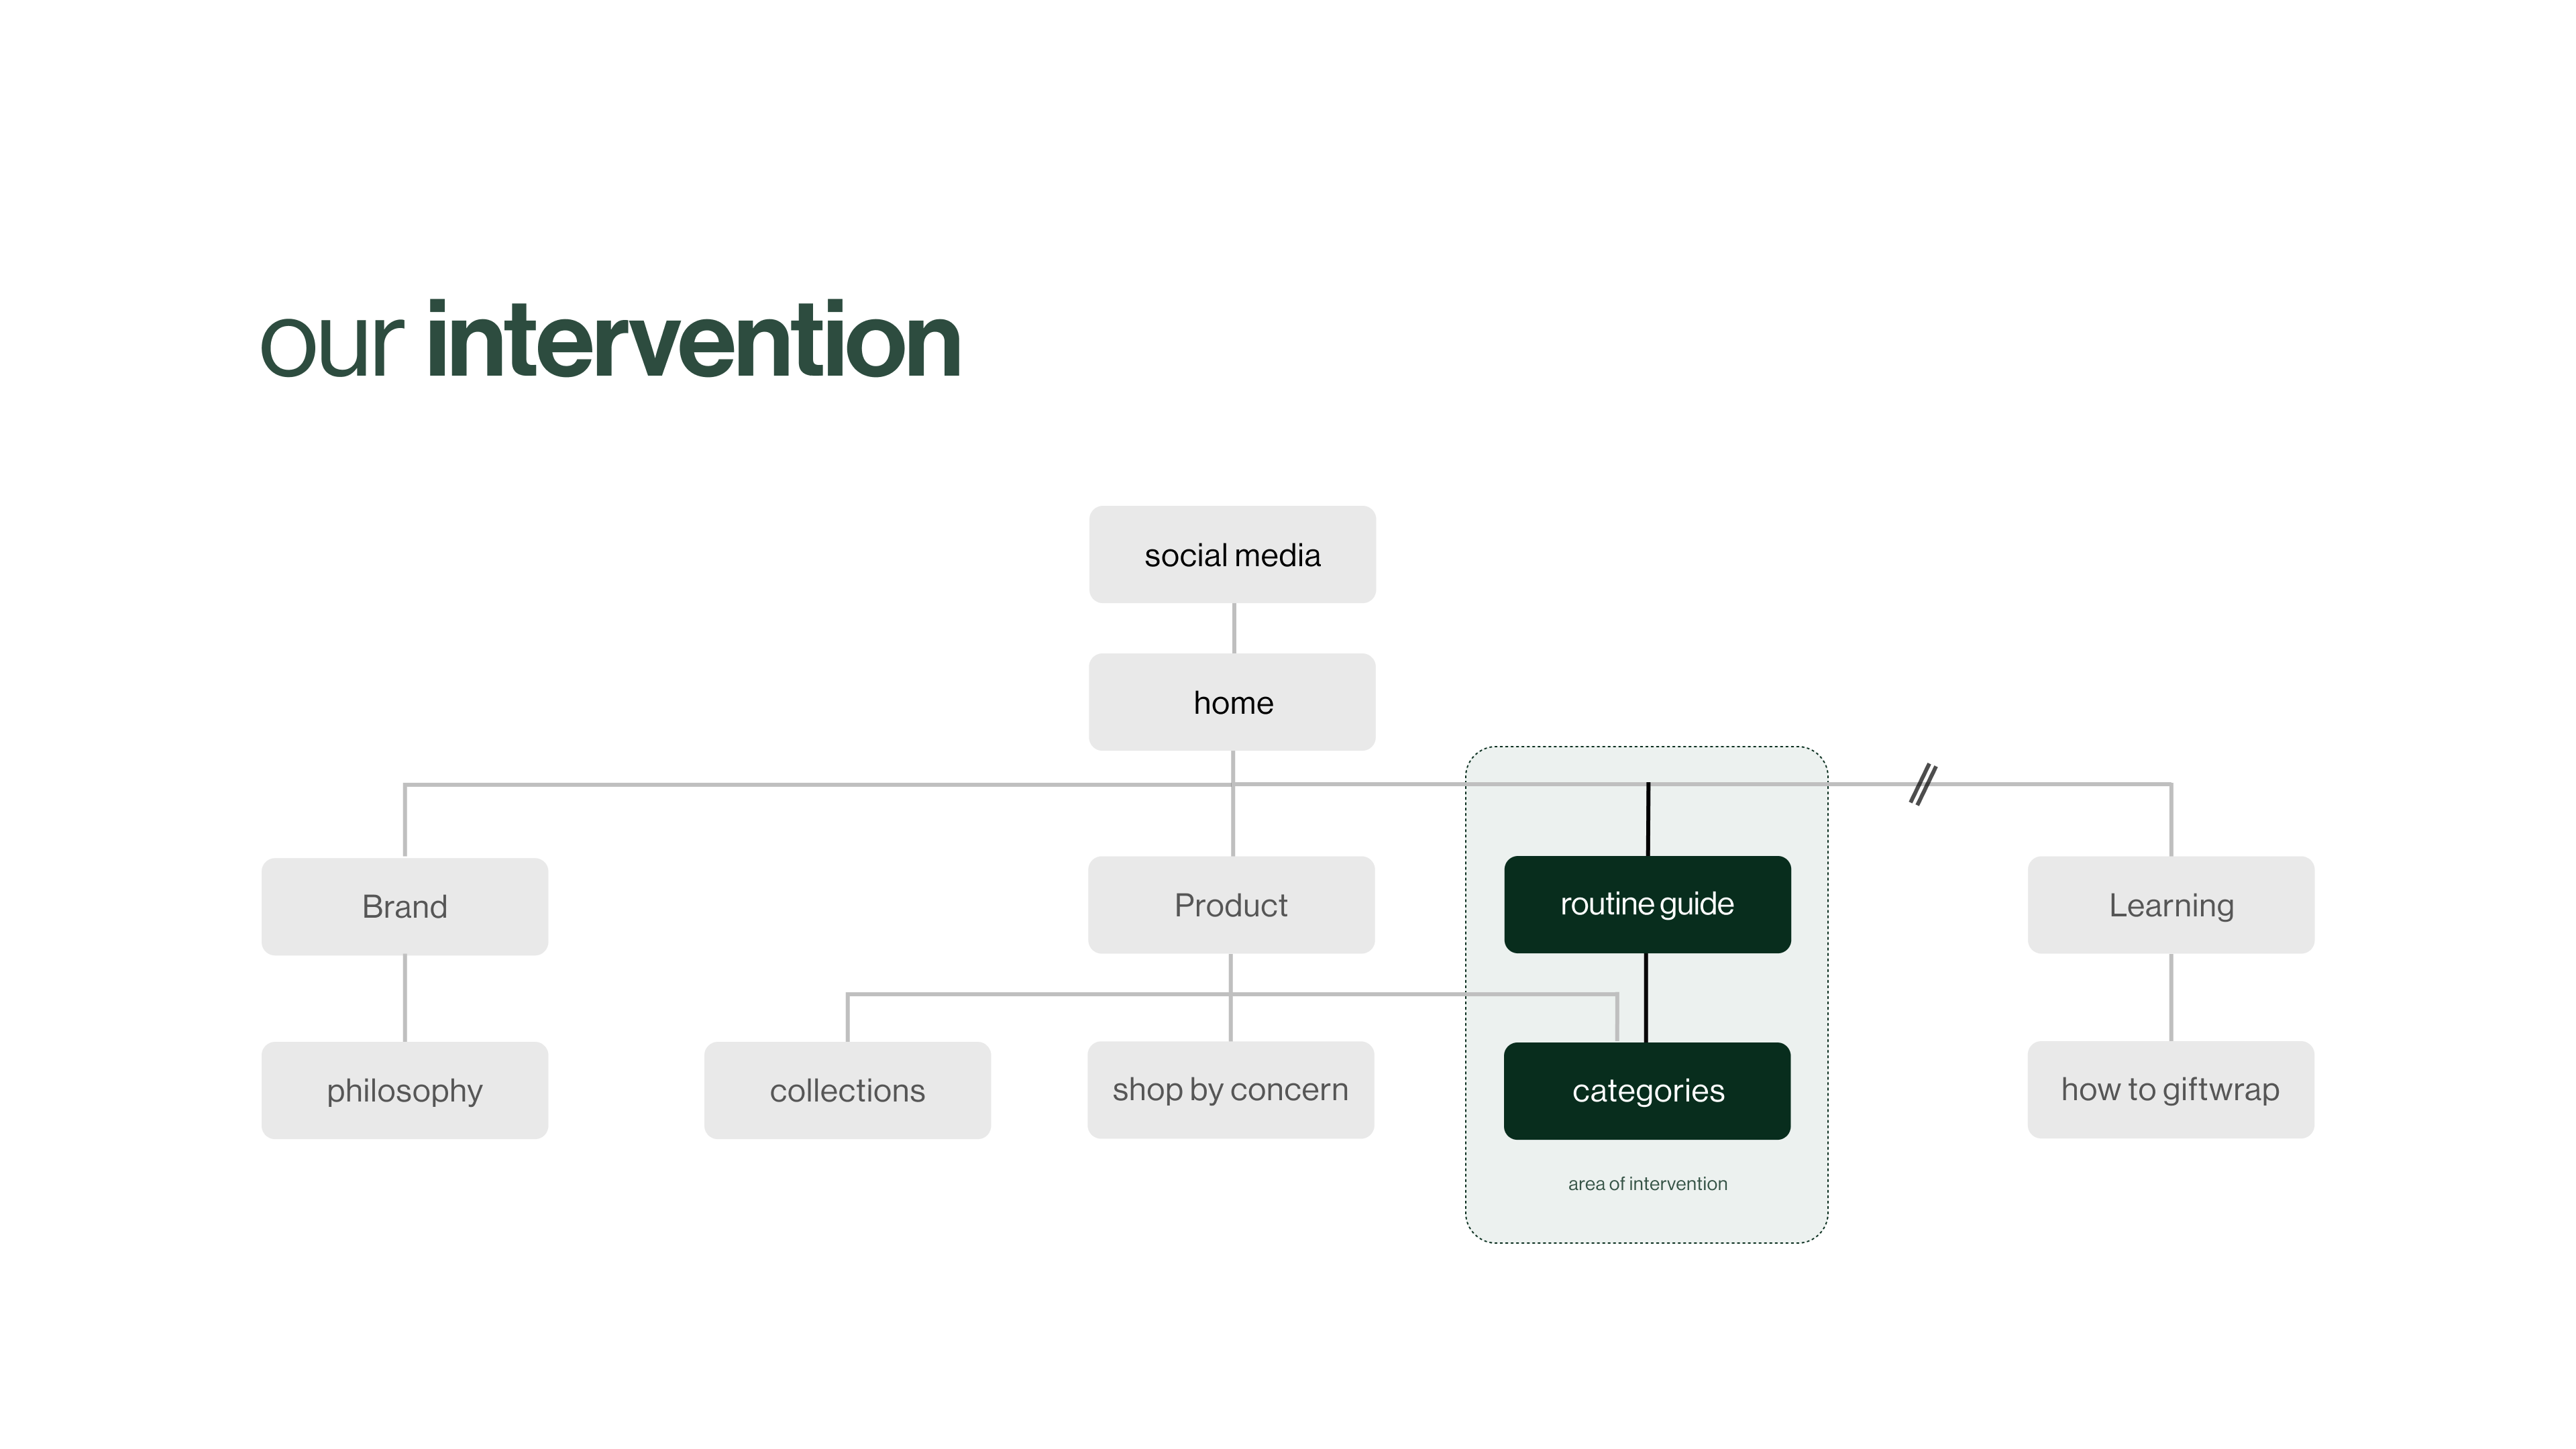 our intervention
social media
home
Brand
Product
routine guide
Learning
philosophy
collections
shop by concern
categories
how to giftwrap
area of intervention